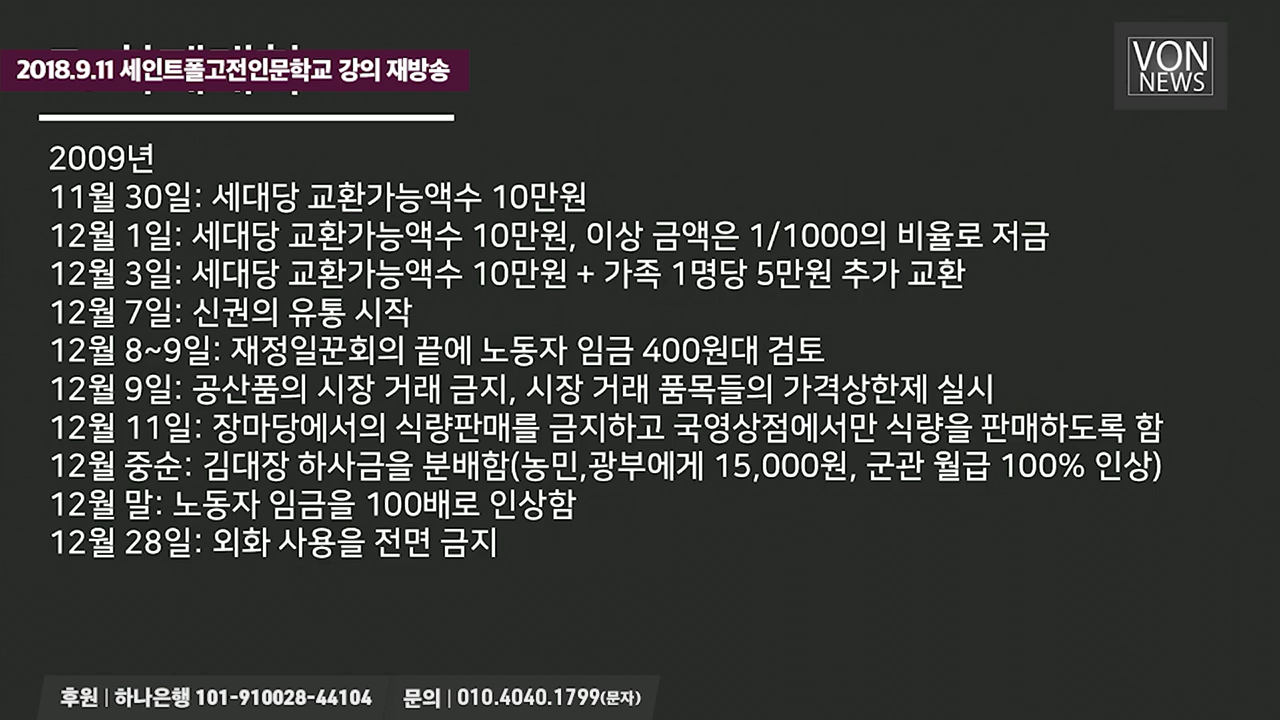 2018.9.11 세인트폴고전인문학교 강의 재방송
VON
NEWS
2009년
11월 30일: 세대당 교환가능액수 10만원
12월 1일: 세대당 교환가능액수 10만원, 이상 금액은 1/1000의 비율로 저금
12월 3일: 세대당 교환가능액수 10만원 + 가족 1명당 5만원 추가 교환
12월 7일: 신권의 유통 시작
12월 8~9일: 재정일꾼회의 끝에 노동자 임금 400원대 검토
12월 9일: 공산품의 시장 거래 금지, 시장 거래 품목들의 가격상한제 실시
12월 11일: 장마당에서의 식량판매를 금지하고 국영상점에서만 식량을 판매하도록 함
12월 중순: 김대장 하사금을 분배함(농민,광부에게 15,000원, 군관 월급 100% 인상)
12월 말: 노동자 임금을 100배로 인상함
12월 28일: 외화 사용을 전면 금지
후원 | 하나은행 101-910028-44104 문의 | 010.4040.1799(문자)